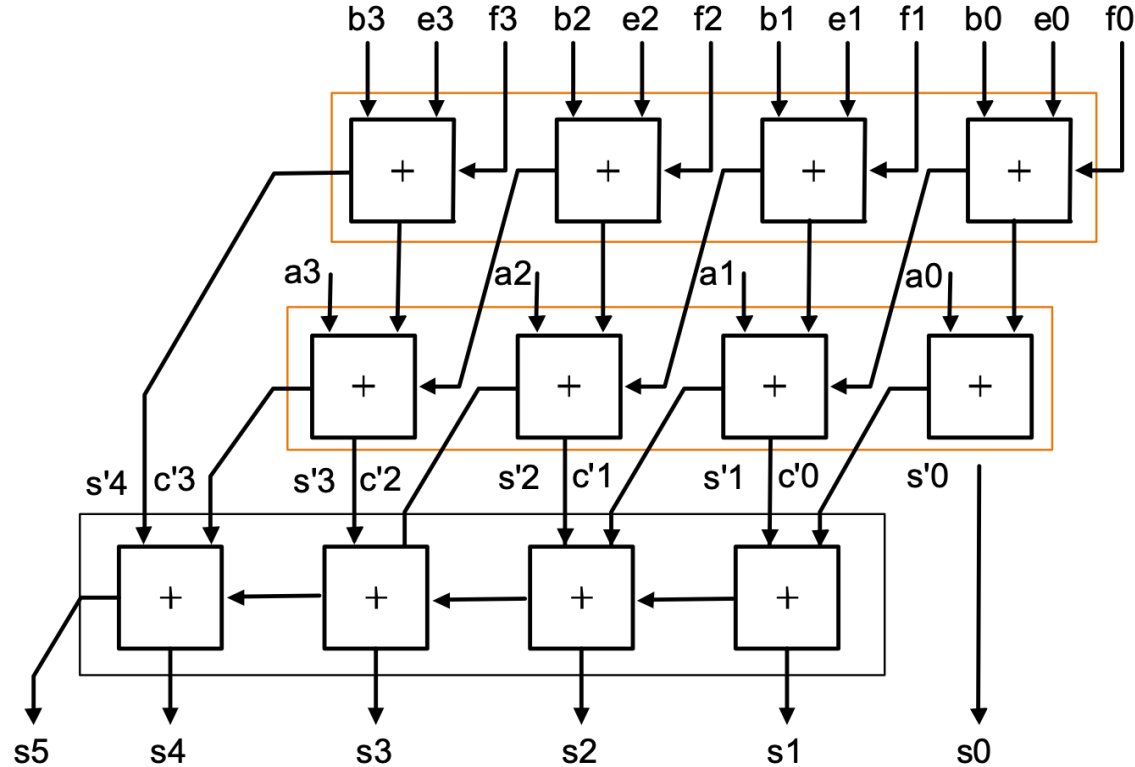 b3 e3 f3 b2 e2 f2 b1 e1 f1 b0 e0 f0
+ + + +
a3 a2 a1 a0
+ + + +
s'4 c'3 s'3 c'2 s'2 c'1 s'1 c'0 s'0
+ + + +
s5 s4 s3 s2 s1 s0